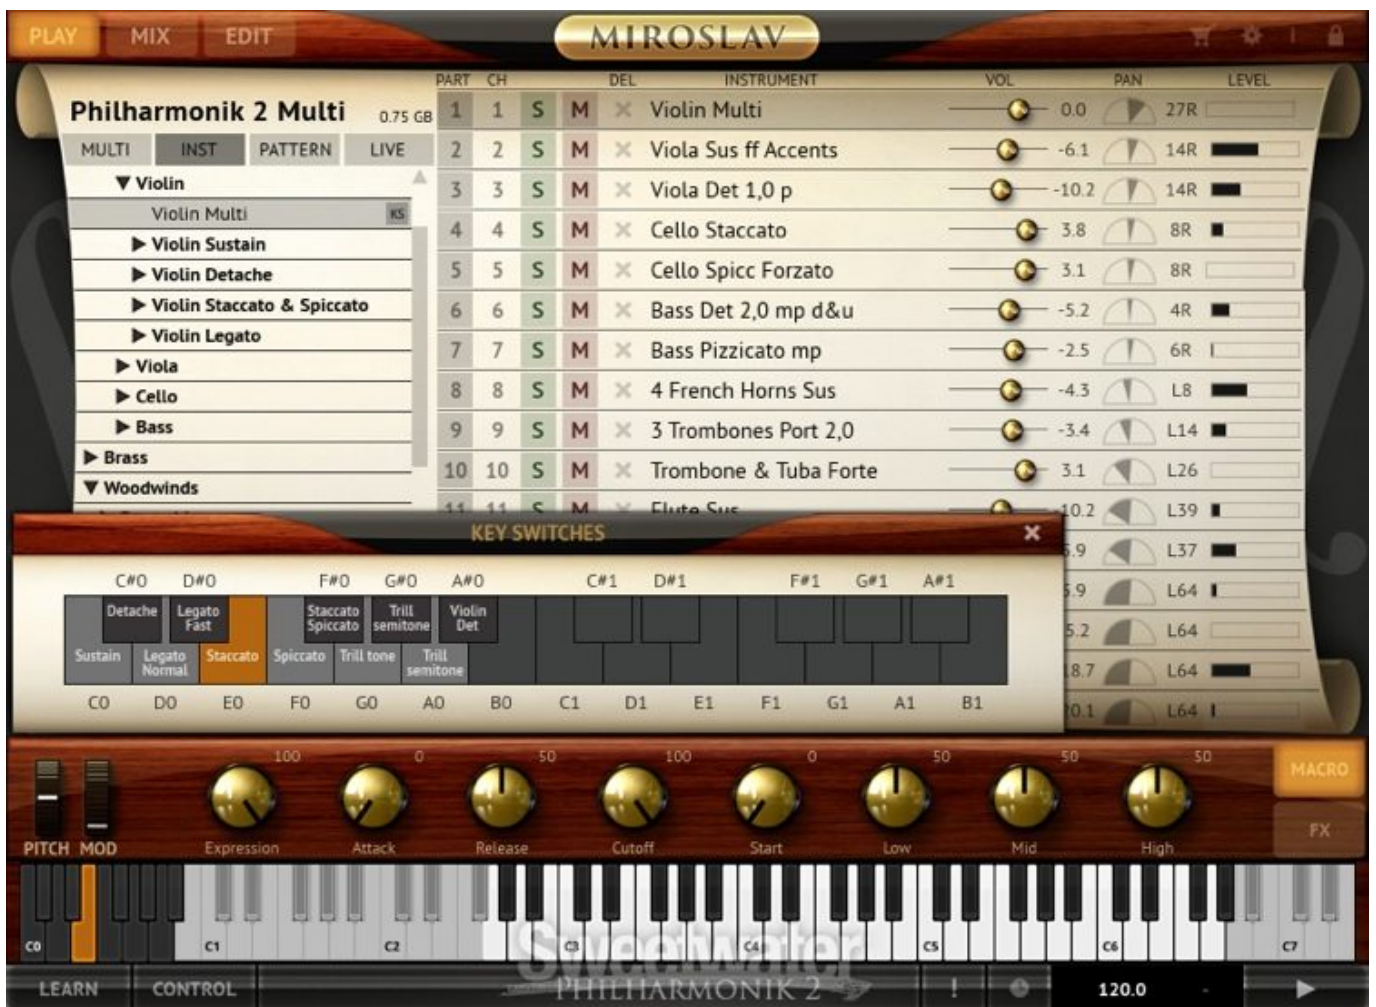 PLAY MIX EDIT MIROSLAV
PART CH DEL INSTRUMENT VOL PAN LEVEL
Philharmonik 2 Multi 0.75 GB
MULTI INST PATTERN LIVE
Violin
Violin Multi KS
Violin Sustain
Violin Detache
Violin Staccato & Spiccato
Violin Legato
Viola
Cello
Bass
Brass
Woodwinds
1 1 S M Violin Multi 0.0 27R
2 2 S M Viola Sus ff Accents -6.1 14R
3 3 S M Viola Det 1,0 p -10.2 14R
4 4 S M Cello Staccato 3.8 8R
5 5 S M Cello Spicc Forzato 3.1 8R
6 6 S M Bass Det 2,0 mp d&u -5.2 4R
7 7 S M Bass Pizzicato mp -2.5 6R
8 8 S M 4 French Horns Sus -4.3 L8
9 9 S M 3 Trombones Port 2,0 -3.4 L14
10 10 S M Trombone & Tuba Forte 3.1 L26
11 11 S M Flute Sus 10.2 L39
L37
L64
L64
L64
L64
KEY SWITCHES
C#0 D#0 F#0 G#0 A#0 C#1 D#1 F#1 G#1 A#1
Detache Legato Fast Staccato Spiccato Trill semitone Violin Det
Sustain Legato Normal Staccato Spiccato Trill tone Trill semitone
C0 D0 E0 F0 G0 A0 B0 C1 D1 E1 F1 G1 A1 B1
100 0 50 100 0 50 50 50
MACRO
FX
PITCH MOD Expression Attack Release Cutoff Start Low Mid High
C0 C1 C2 C3 C4 C5 C6 C7
Sweetwater
LEARN CONTROL PHILHARMONIK 2 ! 120.0 -